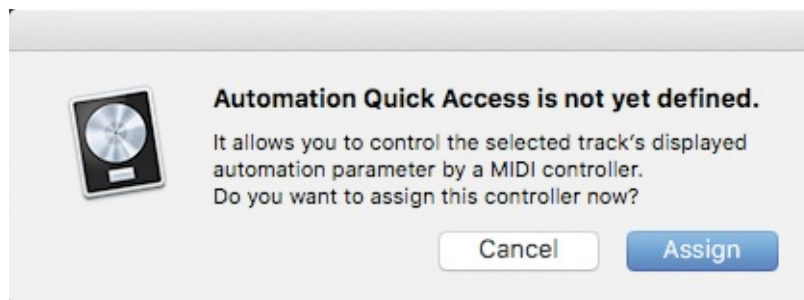 Automation Quick Access is not yet defined.
It allows you to control the selected track's displayed
automation parameter by a MIDI controller.
Do you want to assign this controller now?
Cancel Assign